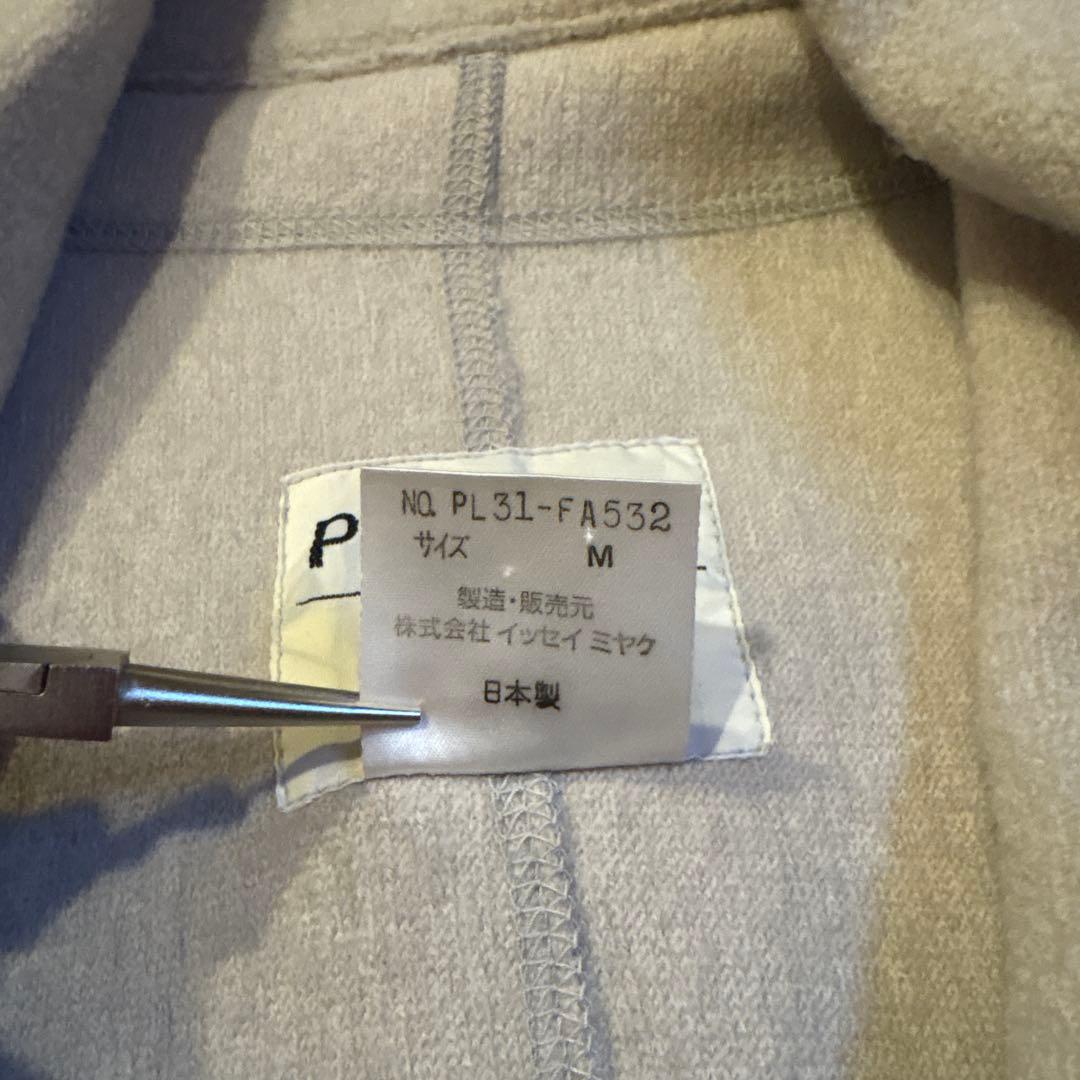 P
NO. PL31-FA532
サイズ M
製造・販売元
株式会社 イッセイ ミヤケ
日本製